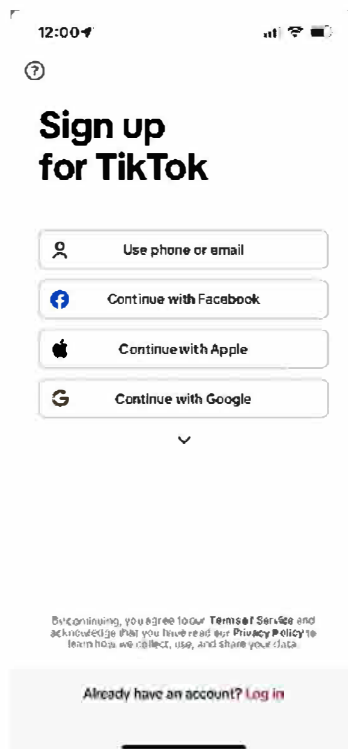 12:00
?
Sign up
for TikTok
Use phone or email
Continue with Facebook
Continue with Apple
Continue with Google
By continuing, you agree to our Terms of Service and
acknowledge that you have read our Privacy Policy to
learn how we collect, use, and share your data.
Already have an account? Log in